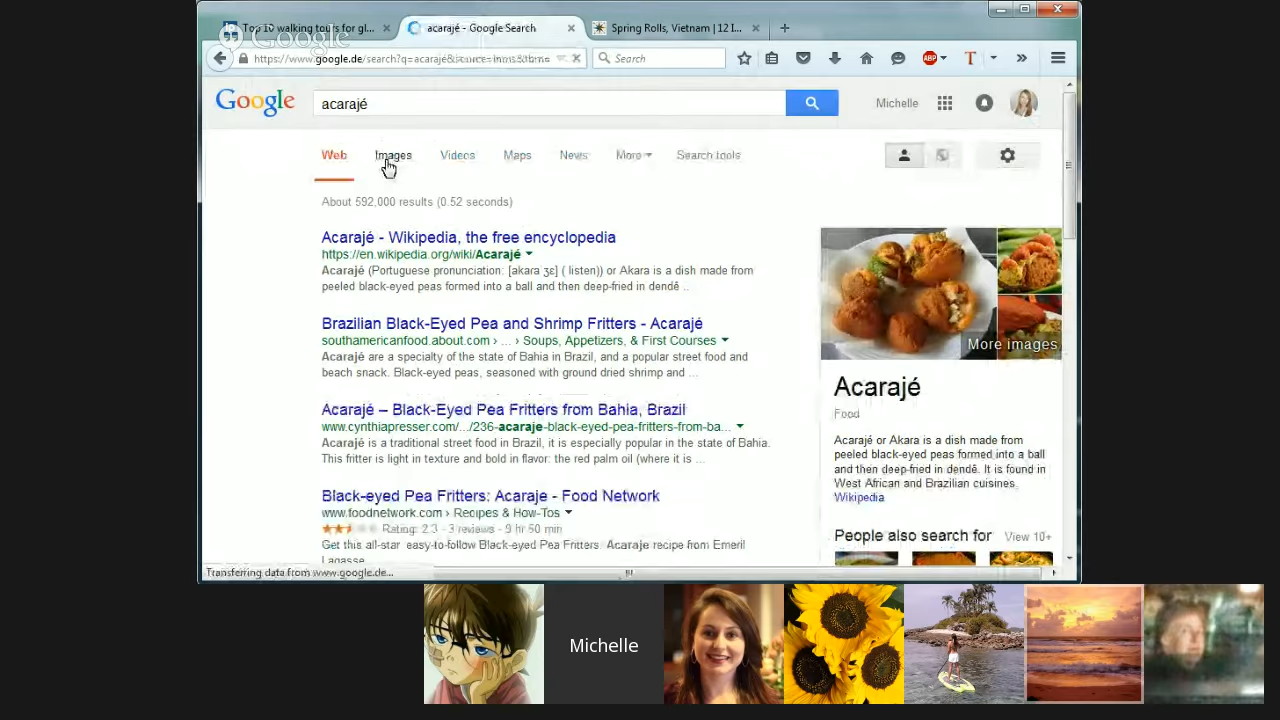 Top 10 walking tours for gl...
acarajé - Google Search
Spring Rolls, Vietnam | 12 I...
Google
https://www.google.de/search?q=acarajé&source=lnms&tbm=
Search
ABP
T
Google
acarajé
Michelle
Web
Images
Videos
Maps
News
More
Search tools
About 592,000 results (0.52 seconds)
Acarajé - Wikipedia, the free encyclopedia
https://en.wikipedia.org/wiki/Acarajé
Acarajé (Portuguese pronunciation: [akara ʒɛ] ( listen)) or Akara is a dish made from
peeled black-eyed peas formed into a ball and then deep-fried in dendê ..
Brazilian Black-Eyed Pea and Shrimp Fritters - Acarajé
southamericanfood.about.com › ... › Soups, Appetizers, & First Courses
Acarajé are a specialty of the state of Bahia in Brazil, and a popular street food and
beach snack. Black-eyed peas, seasoned with ground dried shrimp and ...
Acarajé – Black-Eyed Pea Fritters from Bahia, Brazil
www.cynthiapresser.com/.../236-acaraje-black-eyed-pea-fritters-from-ba...
Acarajé is a traditional street food in Brazil, it is especially popular in the state of Bahia.
This fritter is light in texture and bold in flavor: the red palm oil (where it is ...
Black-eyed Pea Fritters: Acaraje - Food Network
www.foodnetwork.com › Recipes & How-Tos
Rating: 2.3 - 3 reviews - 9 hr 50 min
Get this all-star, easy-to-follow Black-eyed Pea Fritters: Acaraje recipe from Emeril
Lagasse
More images
Acarajé
Food
Acarajé or Akara is a dish made from
peeled black-eyed peas formed into a ball
and then deep-fried in dendê. It is found in
West African and Brazilian cuisines.
Wikipedia
People also search for
View 10+
Transferring data from www.google.de...
Michelle